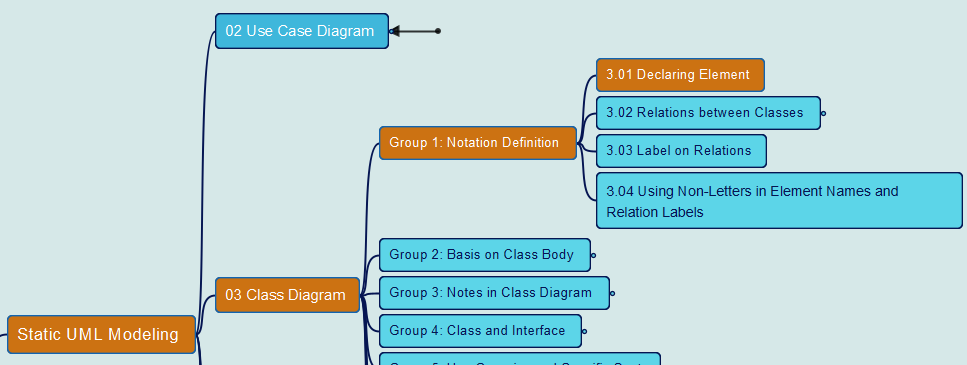 02 Use Case Diagram
3.01 Declaring Element
3.02 Relations between Classes
Group 1: Notation Definition
3.03 Label on Relations
3.04 Using Non-Letters in Element Names and
Relation Labels
Group 2: Basis on Class Body
03 Class Diagram
Group 3: Notes in Class Diagram
Group 4: Class and Interface
Static UML Modeling